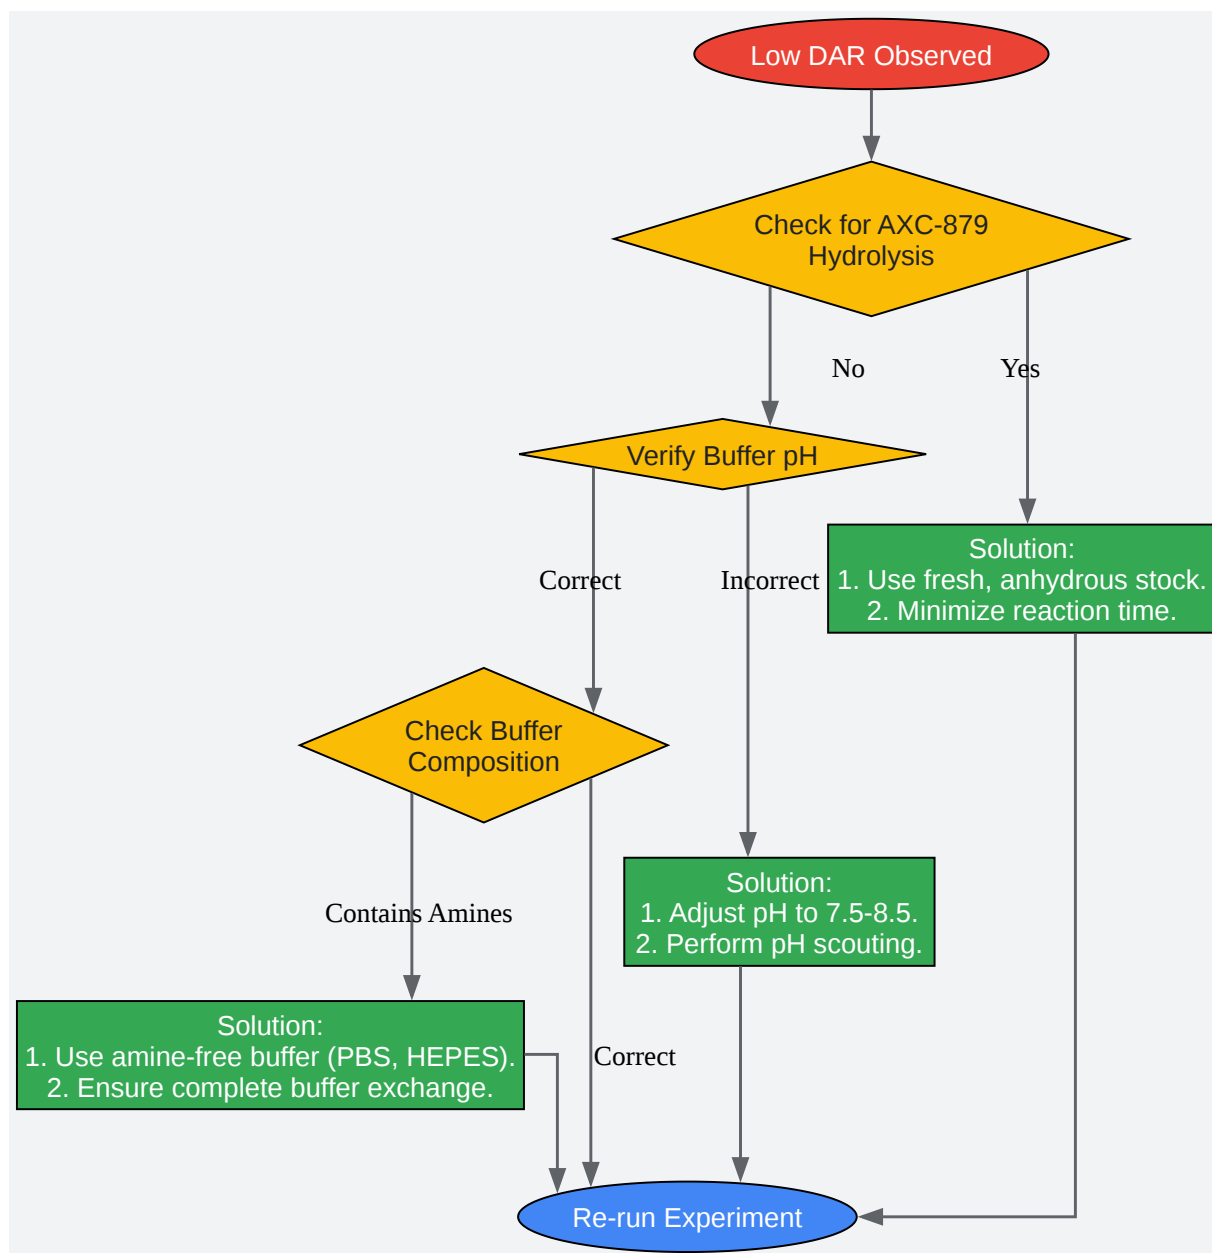 Low DAR Observed
Check for AXC-879
Hydrolysis
No
Yes
Verify Buffer pH
Correct
Incorrect
Solution:
1. Use fresh, anhydrous stock.
2. Minimize reaction time.
Check Buffer
Composition
Contains Amines
Solution:
1. Adjust pH to 7.5-8.5.
2. Perform pH scouting.
Solution:
1. Use amine-free buffer (PBS, HEPES).
2. Ensure complete buffer exchange.
Correct
Re-run Experiment